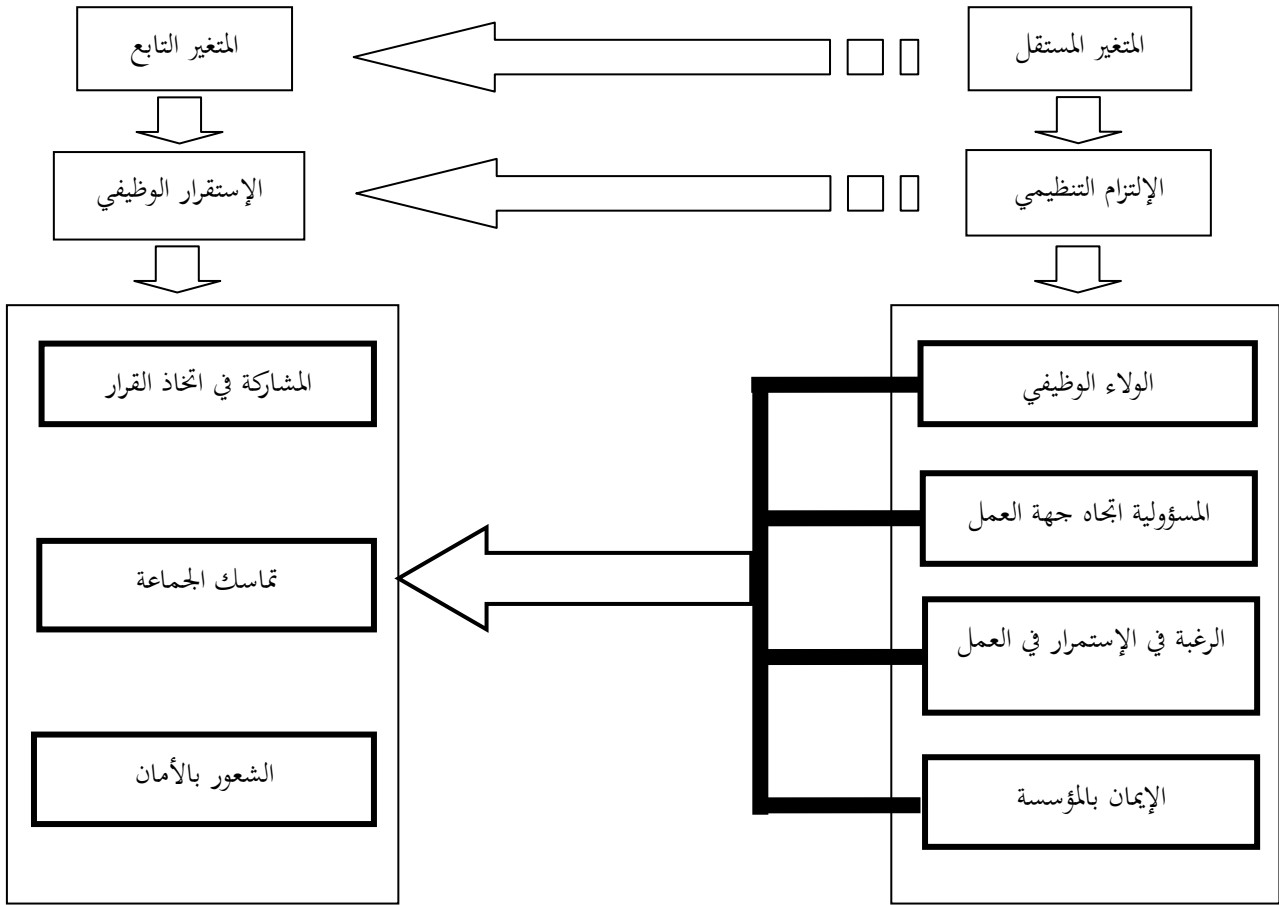 المتغير المستقل
المتغير التابع
الإلتزام التنظيمي
الإستقرار الوظيفي
الولاء الوظيفي
المسؤولية اتجاه جهة العمل
الرغبة في الإستمرار في العمل
الإيمان بالمؤسسة
المشاركة في اتخاذ القرار
تماسك الجماعة
الشعور بالأمان